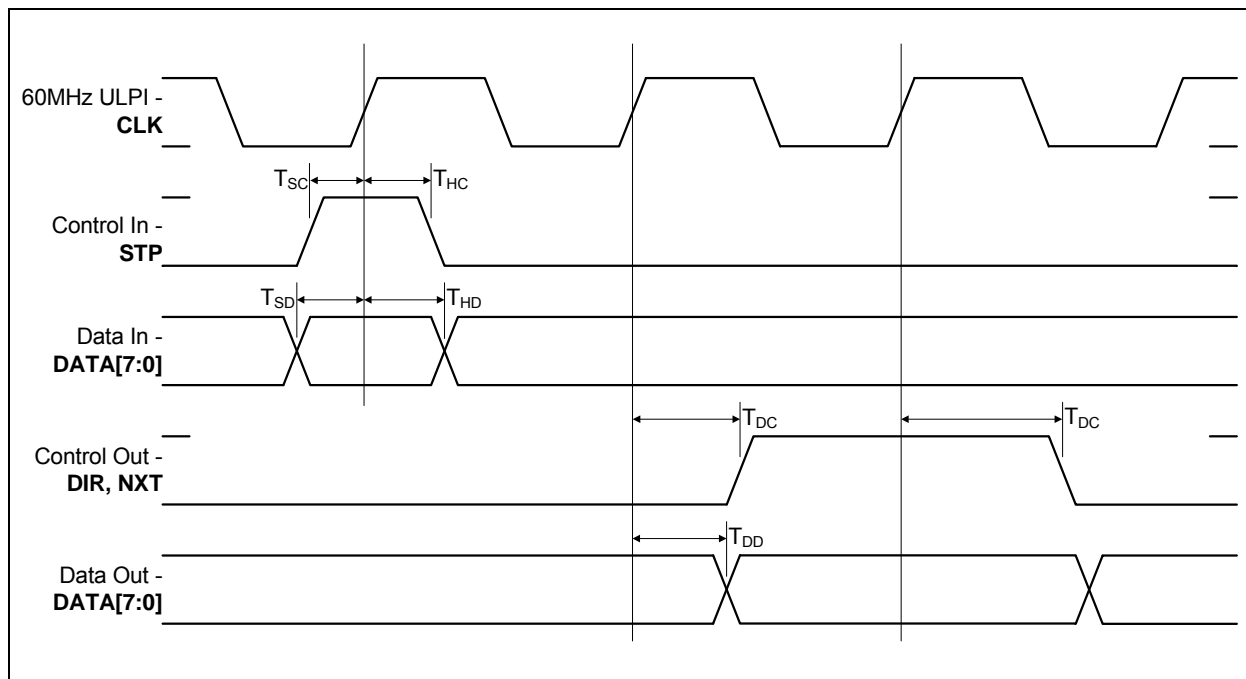 60MHz ULPI -
CLK
T_SC
T_HC
Control In -
STP
T_SD
T_HD
Data In -
DATA[7:0]
T_DC
T_DC
Control Out -
DIR, NXT
T_DD
Data Out -
DATA[7:0]